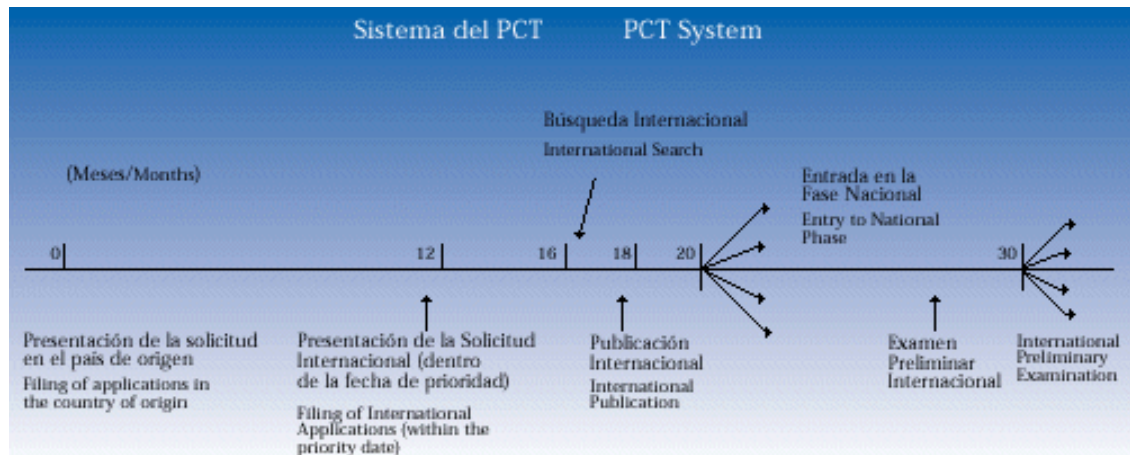 Sistema del PCT PCT System
Búsqueda Internacional
International Search
(Meses/Months)
Entrada en la
Fase Nacional
Entry to National
Phase
0 12 16 18 20 30
Presentación de la solicitud
en el país de origen
Filing of applications in
the country of origin
Presentación de la Solicitud
Internacional (dentro
de la fecha de prioridad)
Filing of International
Applications (within the
priority date)
Publicación
Internacional
International
Publication
Examen
Preliminar
Internacional
International
Preliminary
Examination